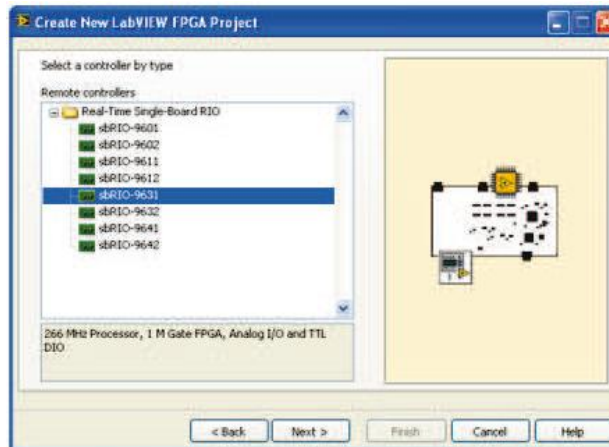 Create New LabVIEW FPGA Project
Select a controller by type
Remote controllers
Real-Time Single-Board RIO
sbRIO-9601
sbRIO-9602
sbRIO-9611
sbRIO-9612
sbRIO-9631
sbRIO-9632
sbRIO-9641
sbRIO-9642
266 MHz Processor, 1 M Gate FPGA, Analog I/O and TTL
DIO
< Back
Next >
Finish
Cancel
Help